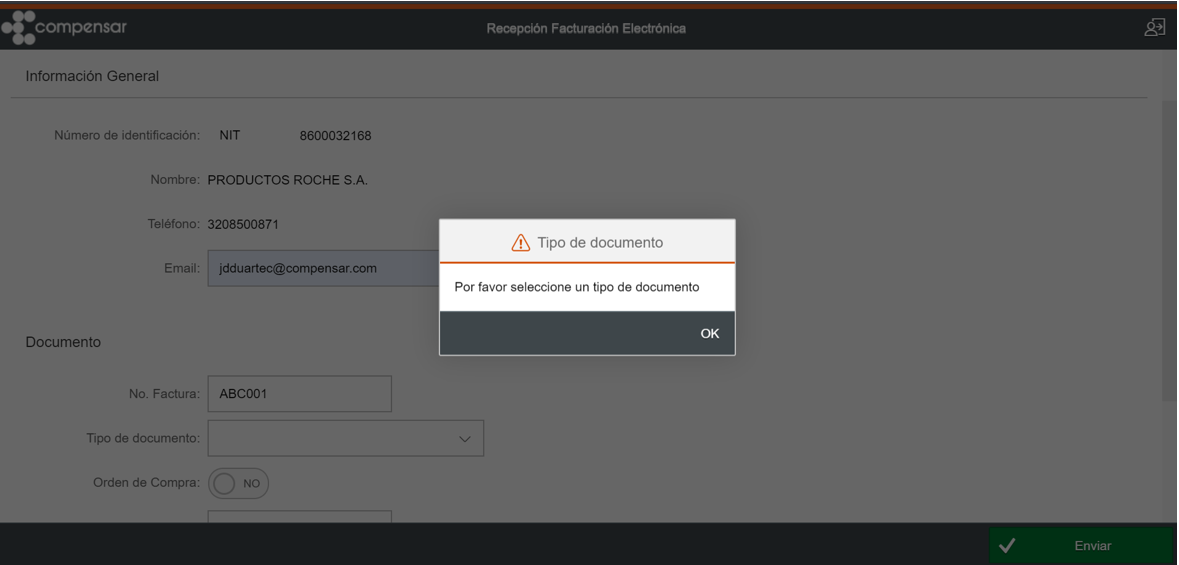 compensar
Recepción Facturación Electrónica
Información General
Número de identificación: NIT 8600032168
Nombre: PRODUCTOS ROCHE S.A.
Teléfono: 3208500871
Email: jdduartec@compensar.com
Tipo de documento
Por favor seleccione un tipo de documento
OK
Documento
No. Factura: ABC001
Tipo de documento:
Orden de Compra: NO
Enviar